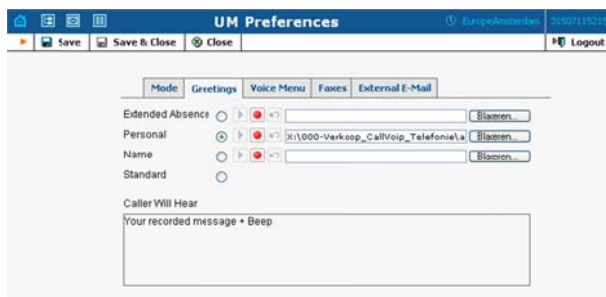 UM Preferences EuropeAmsterdam 31507115215
Save Save & Close Close Logout
Mode Greetings Voice Menu Faxes External E-Mail
Extended Absence Bladeren...
Personal X:\000-Verkoop_CallVoip_Telefonie\a Bladeren...
Name Bladeren...
Standard
Caller Will Hear
Your recorded message + Beep